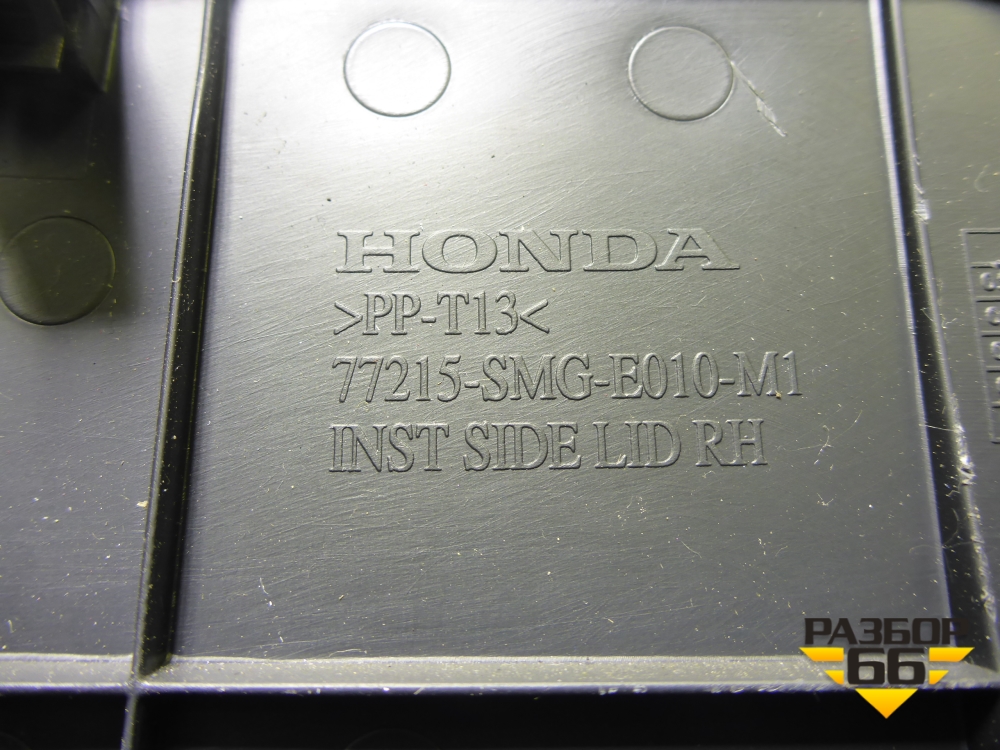 HONDA
>PP-T13<
77215-SMG-E010-M1
INST SIDE LID RH
РАЗБОР
66